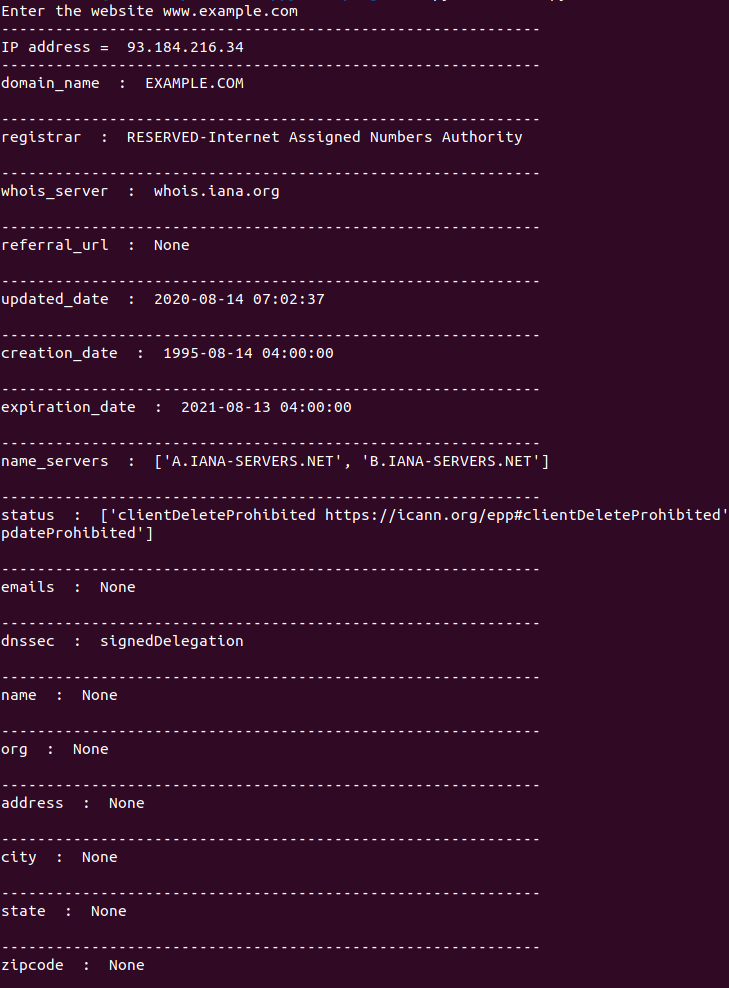 Enter the website www.example.com
------------------------------------------------------------
IP address =  93.184.216.34
------------------------------------------------------------
domain_name  :  EXAMPLE.COM
------------------------------------------------------------
registrar  :  RESERVED-Internet Assigned Numbers Authority
------------------------------------------------------------
whois_server  :  whois.iana.org
------------------------------------------------------------
referral_url  :  None
------------------------------------------------------------
updated_date  :  2020-08-14 07:02:37
------------------------------------------------------------
creation_date  :  1995-08-14 04:00:00
------------------------------------------------------------
expiration_date  :  2021-08-13 04:00:00
------------------------------------------------------------
name_servers  :  ['A.IANA-SERVERS.NET', 'B.IANA-SERVERS.NET']
------------------------------------------------------------
status  :  ['clientDeleteProhibited https://icann.org/epp#clientDeleteProhibited'
pdateProhibited']
------------------------------------------------------------
emails  :  None
------------------------------------------------------------
dnssec  :  signedDelegation
------------------------------------------------------------
name  :  None
------------------------------------------------------------
org  :  None
------------------------------------------------------------
address  :  None
------------------------------------------------------------
city  :  None
------------------------------------------------------------
state  :  None
------------------------------------------------------------
zipcode  :  None